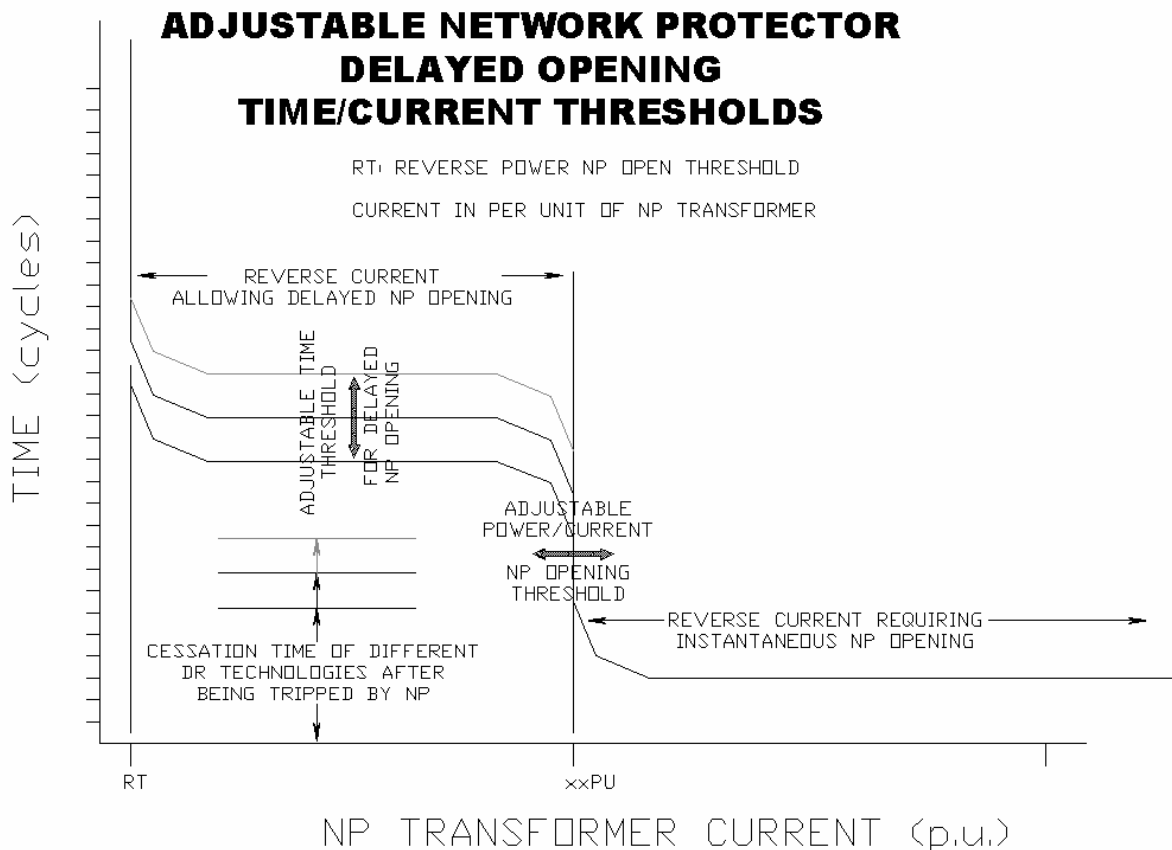 ADJUSTABLE NETWORK PROTECTOR
DELAYED OPENING
TIME/CURRENT THRESHOLDS
RT: REVERSE POWER NP OPEN THRESHOLD
CURRENT IN PER UNIT OF NP TRANSFORMER
TIME (cycles)
REVERSE CURRENT
ALLOWING DELAYED NP OPENING
ADJUSTABLE TIME
THRESHOLD
FOR DELAYED
NP OPENING
ADJUSTABLE
POWER/CURRENT
NP OPENING
THRESHOLD
REVERSE CURRENT REQUIRING
INSTANTANEOUS NP OPENING
CESSATION TIME OF DIFFERENT
DR TECHNOLOGIES AFTER
BEING TRIPPED BY NP
RT
xxPU
NP TRANSFORMER CURRENT (p.u.)